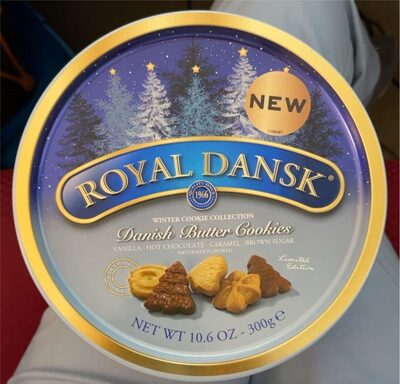 NEW
ROYAL DANSK®
1966
WINTER COOKIE COLLECTION
Danish Butter Cookies
VANILLA · HOT CHOCOLATE · CARAMEL · BROWN SUGAR
NATURALLY FLAVORED
Limited
Edition
NET WT 10.6 OZ - 300g℮